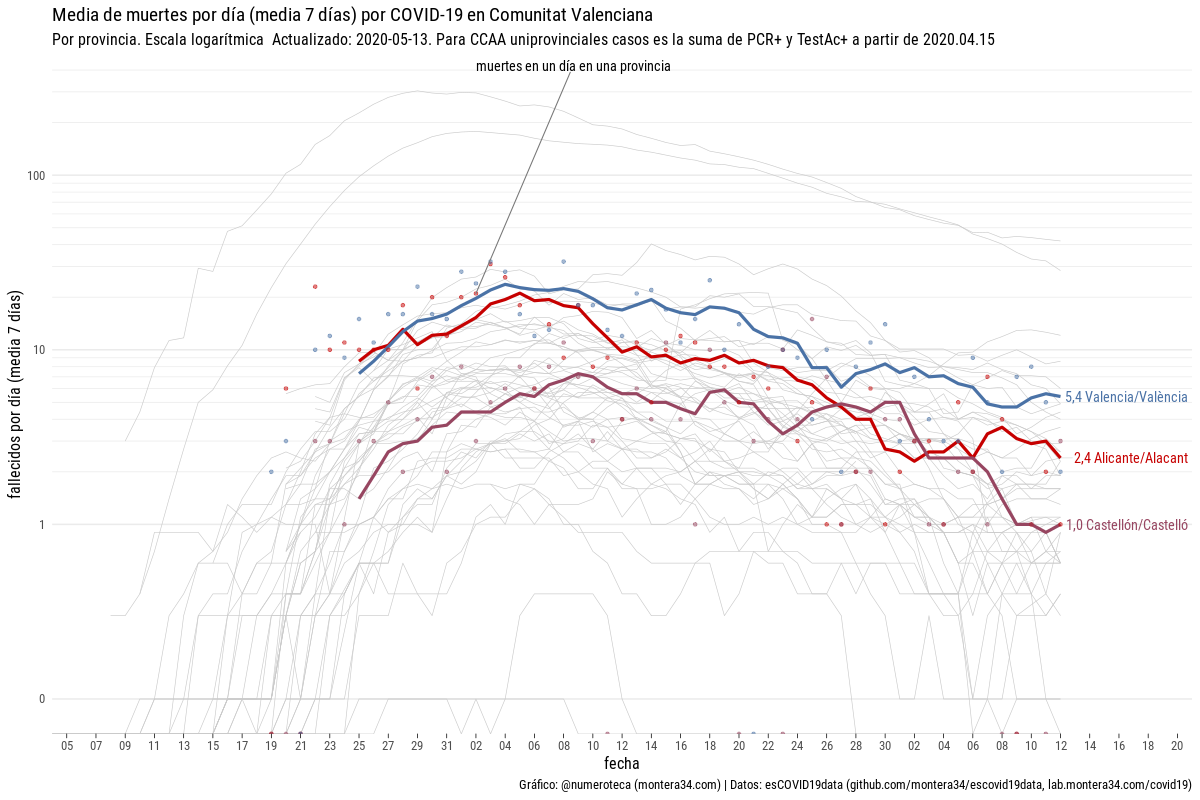 Media de muertes por día (media 7 días) por COVID-19 en Comunitat Valenciana
Por provincia. Escala logarítmica  Actualizado: 2020-05-13. Para CCAA uniprovinciales casos es la suma de PCR+ y TestAc+ a partir de 2020.04.15
muertes en un día en una provincia
fallecidos por día (media  7 días)
100
10
1
0
5,4 Valencia/València
2,4 Alicante/Alacant
1,0 Castellón/Castelló
05 07 09 11 13 15 17 19 21 23 25 27 29 31 02 04 06 08 10 12 14 16 18 20 22 24 26 28 30 02 04 06 08 10 12 14 16 18 20
fecha
Gráfico: @numeroteca (montera34.com) | Datos: esCOVID19data (github.com/montera34/escovid19data, lab.montera34.com/covid19)